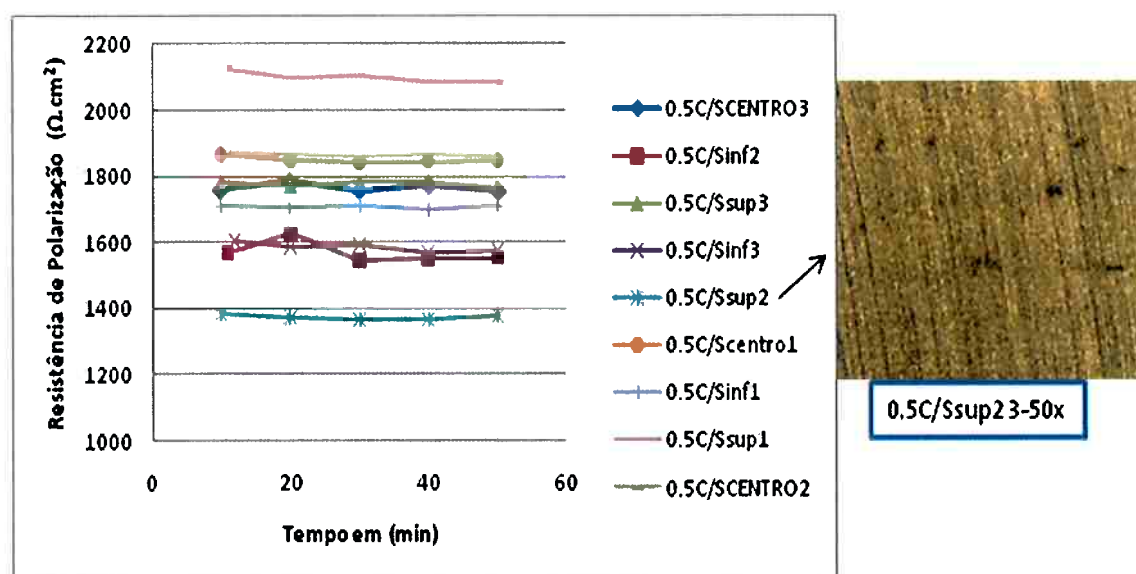 Resistência de Polarização (Ω.cm²)
2200
2000
1800
1600
1400
1200
1000
0
20
40
60
Tempo em (min)
0.5C/SCENTRO3
0.5C/Sinf2
0.5C/Ssup3
0.5C/Sinf3
0.5C/Ssup2
0.5C/Scentro1
0.5C/Sinf1
0.5C/Ssup1
0.5C/SCENTRO2
0.5C/Ssup23-50x